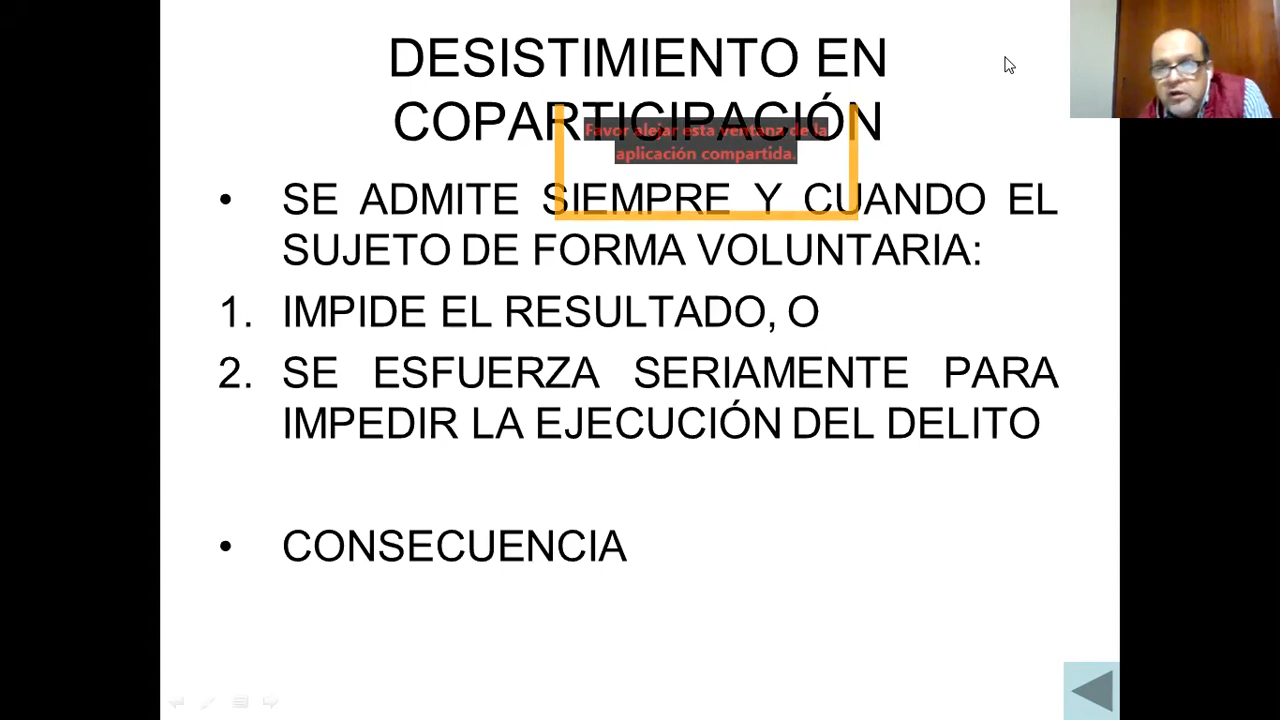 DESISTIMIENTO EN
COPARTICIPACIÓN
Favor alejar esta ventana de la
aplicación compartida.
• SE ADMITE SIEMPRE Y CUANDO EL
SUJETO DE FORMA VOLUNTARIA:
1. IMPIDE EL RESULTADO, O
2. SE ESFUERZA SERIAMENTE PARA
IMPEDIR LA EJECUCIÓN DEL DELITO
• CONSECUENCIA